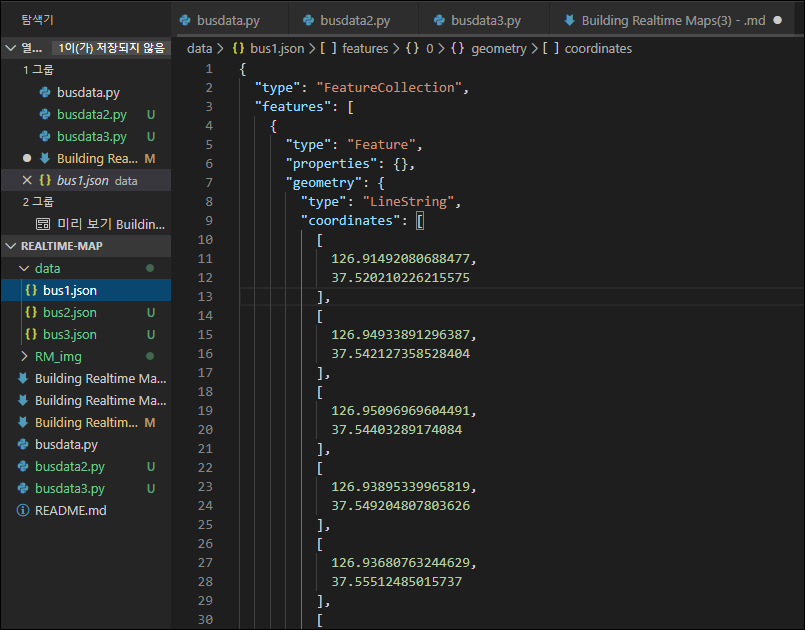 탐색기
열... 1이(가) 저장되지 않음
1 그룹
busdata.py
busdata2.py U
busdata3.py U
Building Rea... M
bus1.json data
2 그룹
미리 보기 Buildin...
REALTIME-MAP
data
bus1.json
bus2.json U
bus3.json U
RM_img
Building Realtime Ma...
Building Realtime Ma...
Building Realtim... M
busdata.py
busdata2.py U
busdata3.py U
README.md
busdata.py busdata2.py busdata3.py Building Realtime Maps(3) - .md
data > {} bus1.json > [ ] features > {} 0 > {} geometry > [ ] coordinates
1 {
2 "type": "FeatureCollection",
3 "features": [
4 {
5 "type": "Feature",
6 "properties": {},
7 "geometry": {
8 "type": "LineString",
9 "coordinates": [
10 [
11 126.91492080688477,
12 37.520210226215575
13 ],
14 [
15 126.94933891296387,
16 37.542127358528404
17 ],
18 [
19 126.95096969604491,
20 37.54403289174084
21 ],
22 [
23 126.93895339965819,
24 37.549204807803626
25 ],
26 [
27 126.93680763244629,
28 37.55512485015737
29 ],
30 [